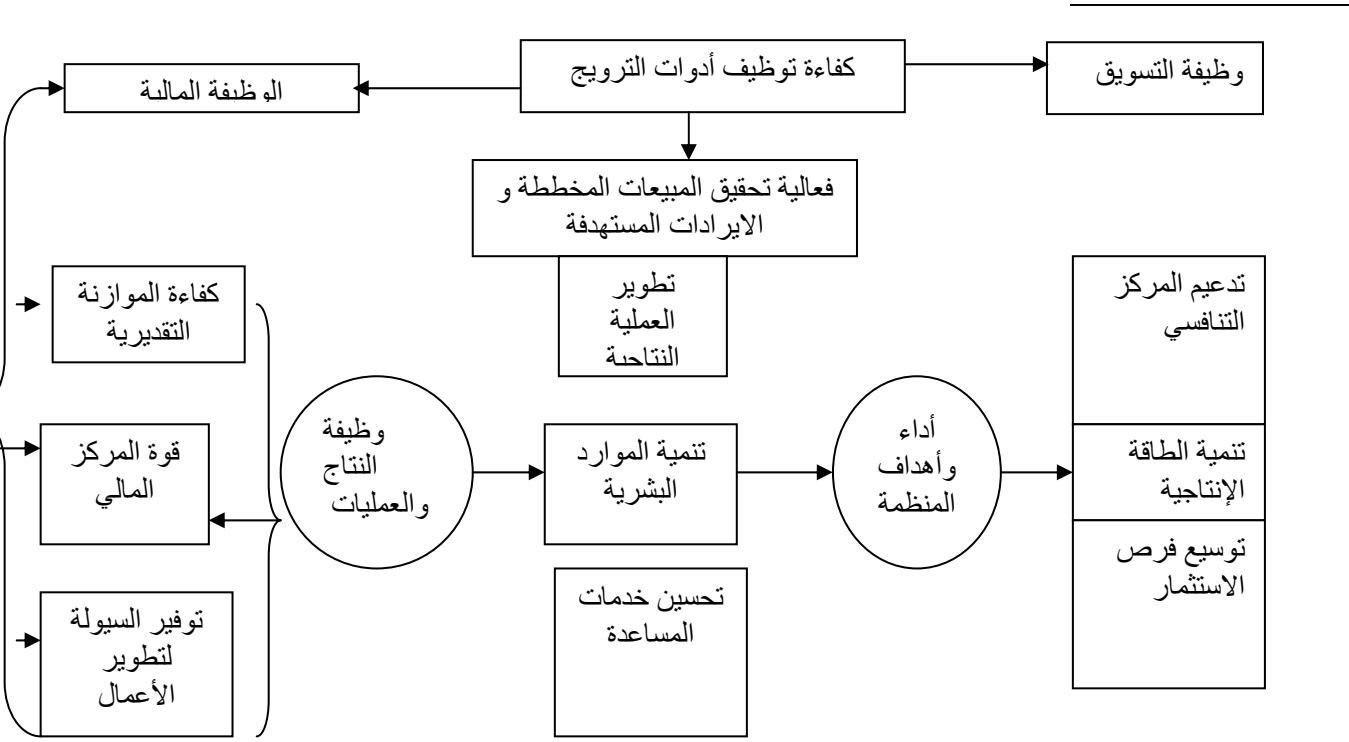 وظيفة التسويق
كفاءة توظيف أدوات الترويج
الوظيفة المالية
فعالية تحقيق المبيعات المخططة و
الايرادات المستهدفة
تطوير
العملية
النتاجية
تدعيم المركز
التنافسي
كفاءة الموازنة
التقديرية
تنمية الطاقة
الإنتاجية
أداء
وأهداف
المنظمة
تنمية الموارد
البشرية
وظيفة
النتاج
والعمليات
قوة المركز
المالي
توسيع فرص
الاستثمار
تحسين خدمات
المساعدة
توفير السيولة
لتطوير
الأعمال